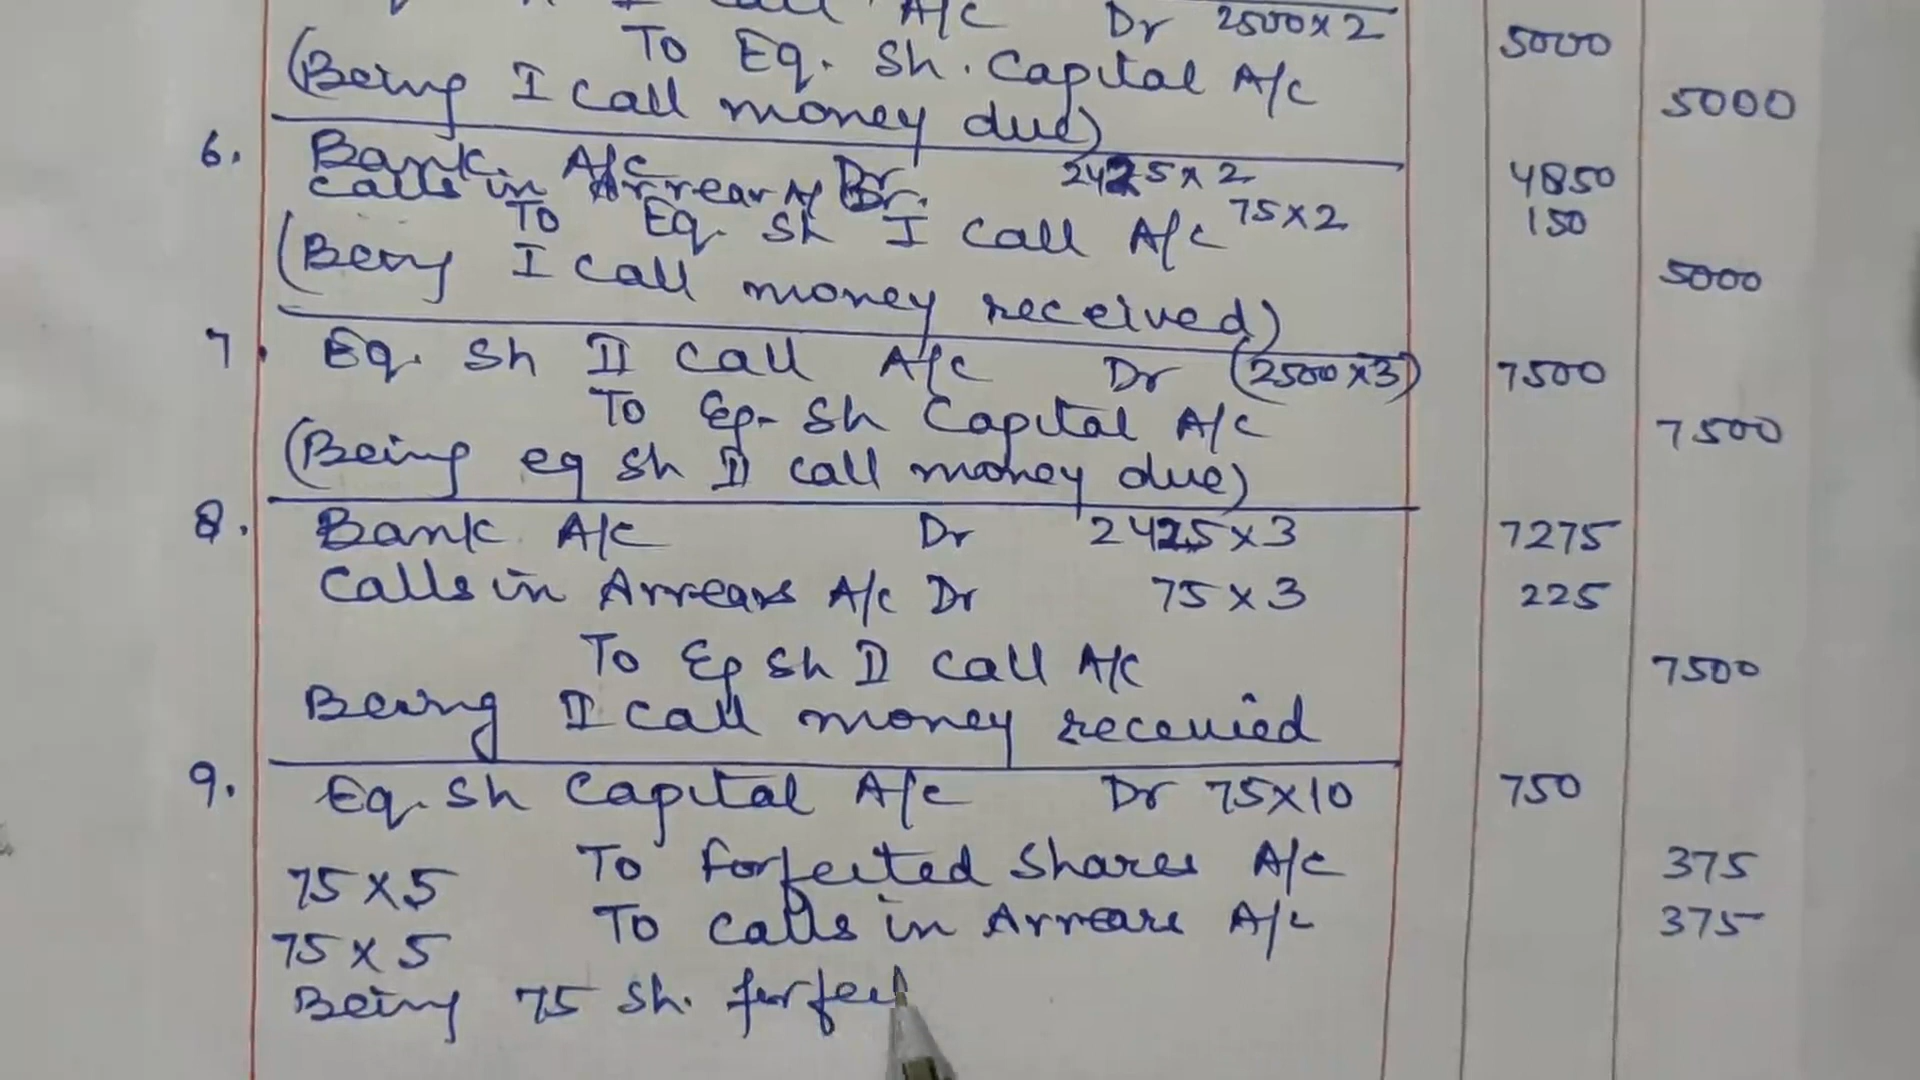 I Call A/C Dr 2500×2 5000
To Eq. Sh. Capital A/C 5000
(Being I call money due)
6. Bank A/C Dr 2425×2 4850
calls in Arrear A/ Dr. 75×2 150
To Eq. Sh I Call A/C 5000
(Being I call money received)
7. Eq. Sh II Call A/C Dr (2500×3) 7500
To Eq. Sh Capital A/C 7500
(Being eq Sh II call money due)
8. Bank A/C Dr 2425×3 7275
Calls in Arrears A/C Dr 75×3 225
To Eq Sh II Call A/C 7500
Being II Call money receuied
9. Eq. Sh Capital A/C Dr 75×10 750
75×5 To Forfeited Shares A/C 375
75×5 To Calls in Arrears A/C 375
Being 75 Sh. forfeit